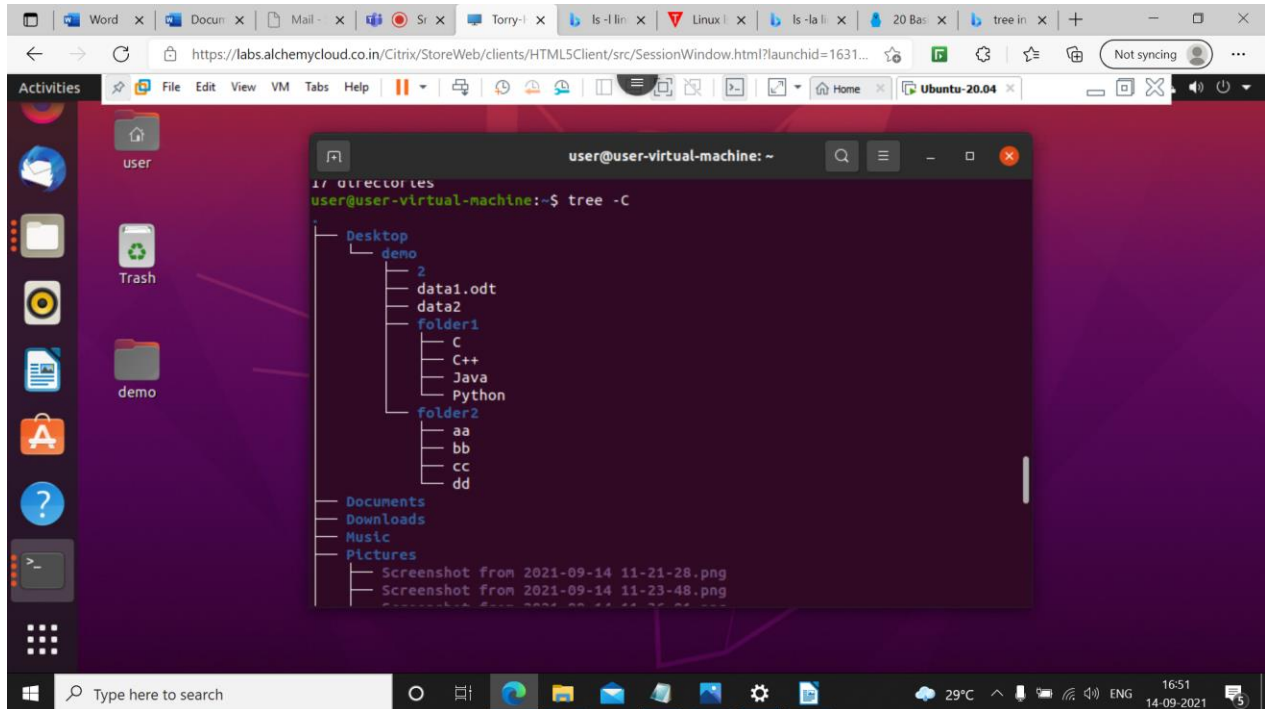 Word
Docum
Mail -
Sr
Torry-H
ls -l lin
Linux l
ls -la li
20 Bas
tree in
https://labs.alchemycloud.co.in/Citrix/StoreWeb/clients/HTML5Client/src/SessionWindow.html?launchid=1631...
Not syncing
Activities
File Edit View VM Tabs Help
Home
Ubuntu-20.04
user
Trash
demo
user@user-virtual-machine: ~
17 directories
user@user-virtual-machine:~$ tree -C
.
├── Desktop
│   └── demo
│       ├── 2
│       ├── data1.odt
│       ├── data2
│       ├── folder1
│       │   ├── C
│       │   ├── C++
│       │   ├── Java
│       │   └── Python
│       └── folder2
│           ├── aa
│           ├── bb
│           ├── cc
│           └── dd
├── Documents
├── Downloads
├── Music
├── Pictures
│   ├── Screenshot from 2021-09-14 11-21-28.png
│   ├── Screenshot from 2021-09-14 11-23-48.png
Type here to search
29°C
ENG
16:51
14-09-2021
5